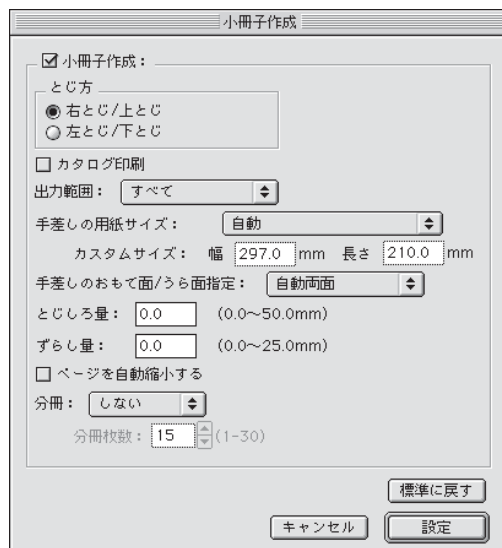 小冊子作成
小冊子作成：
とじ方
右とじ/上とじ
左とじ/下とじ
カタログ印刷
出力範囲： すべて
手差しの用紙サイズ： 自動
カスタムサイズ： 幅 297.0 mm 長さ 210.0 mm
手差しのおもて面/うら面指定： 自動両面
とじしろ量： 0.0 (0.0〜50.0mm)
ずらし量： 0.0 (0.0〜25.0mm)
ページを自動縮小する
分冊： しない
分冊枚数： 15 (1-30)
標準に戻す
キャンセル 設定